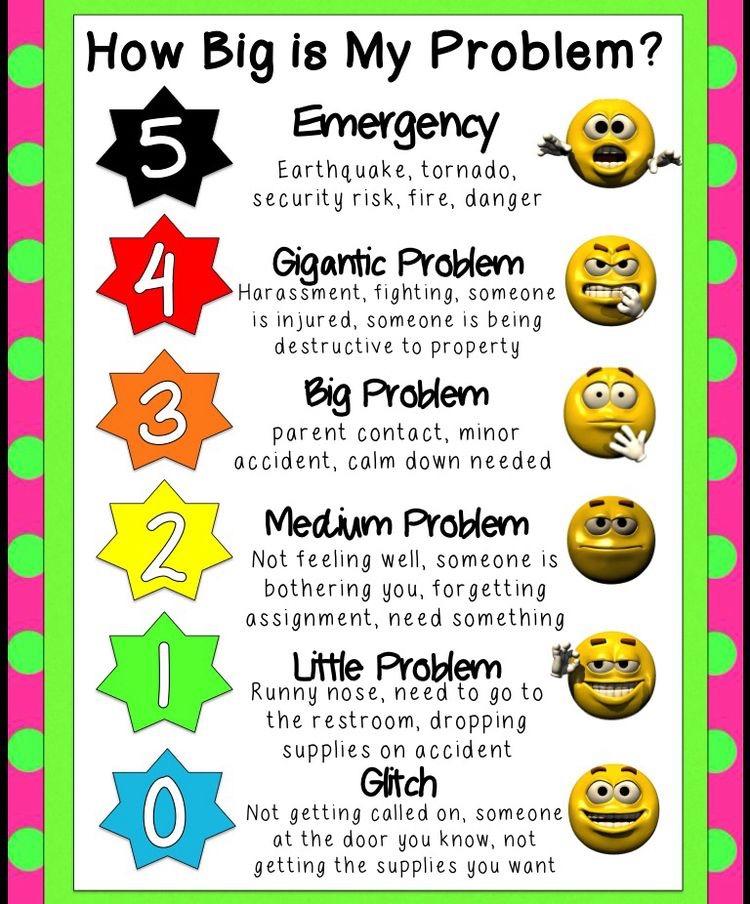 How Big is My Problem?
5
Emergency
Earthquake, tornado,
security risk, fire, danger
4
Gigantic Problem
Harassment, fighting, someone
is injured, someone is being
destructive to property
3
Big Problem
parent contact, minor
accident, calm down needed
2
Medium Problem
Not feeling well, someone is
bothering you, forgetting
assignment, need something
1
Little Problem
Runny nose, need to go to
the restroom, dropping
supplies on accident
0
Glitch
Not getting called on, someone
at the door you know, not
getting the supplies you want